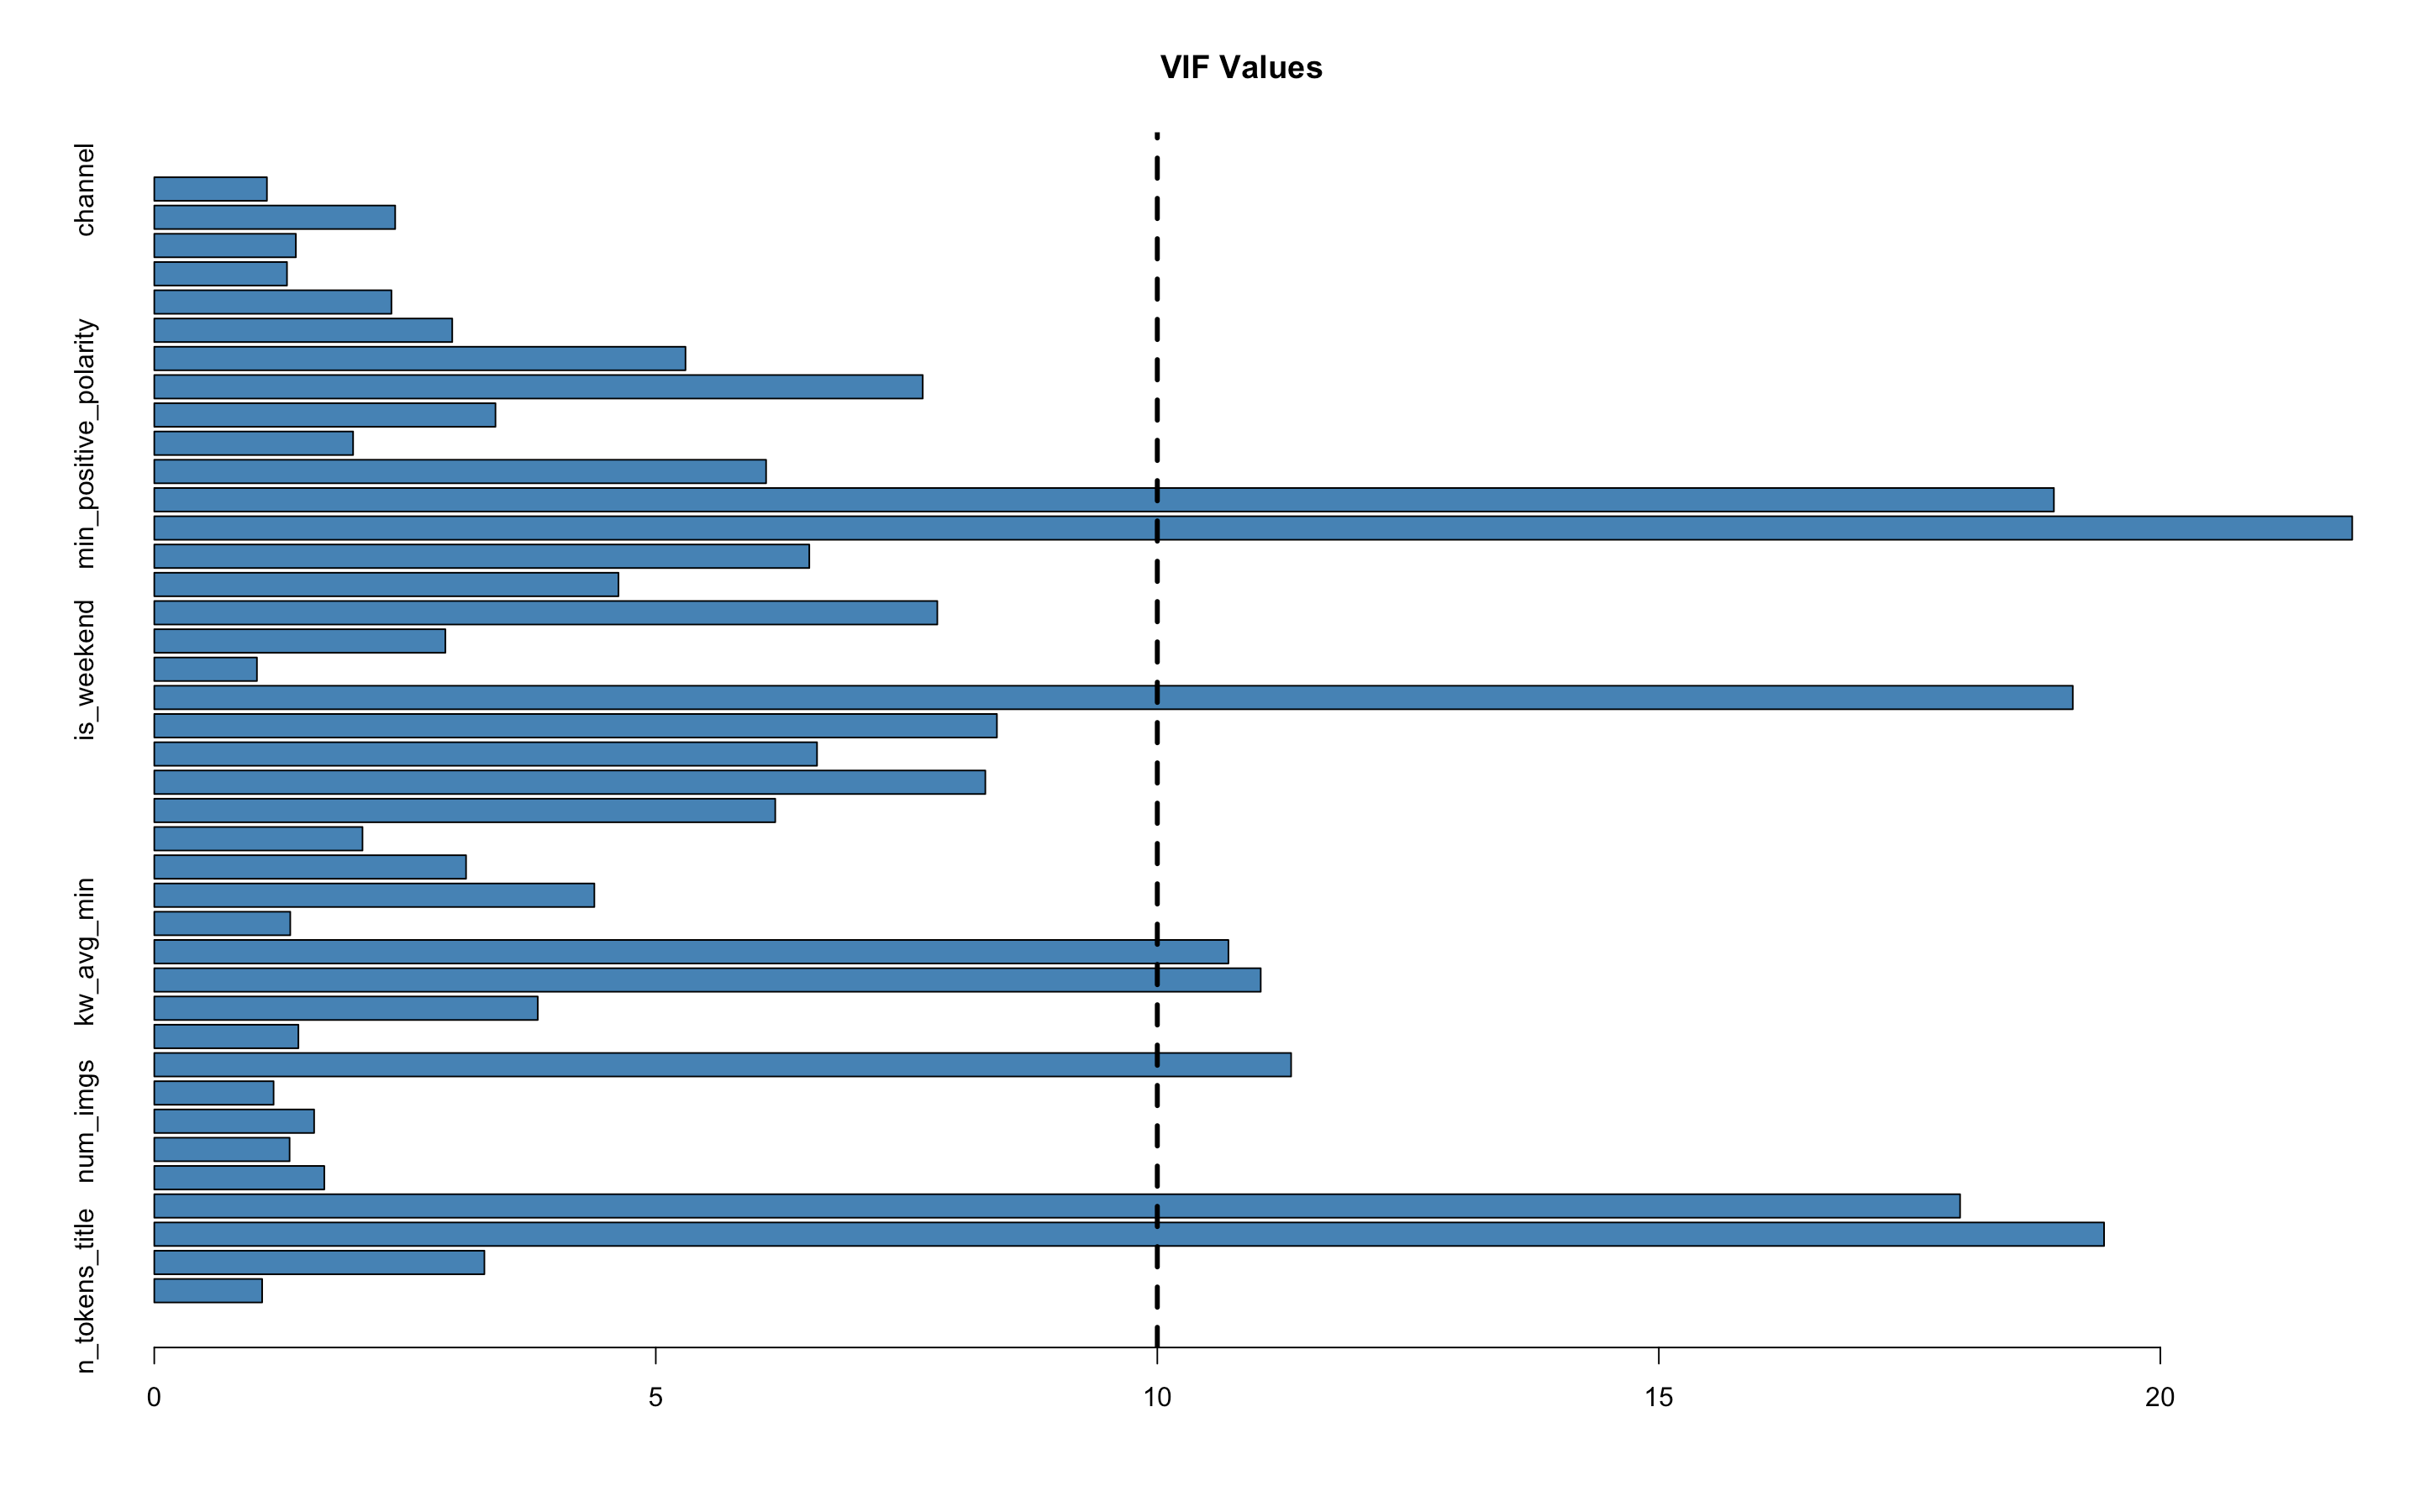 VIF Values
channel
min_positive_polarity
is_weekend
kw_avg_min
num_imgs
n_tokens_title
0 5 10 15 20